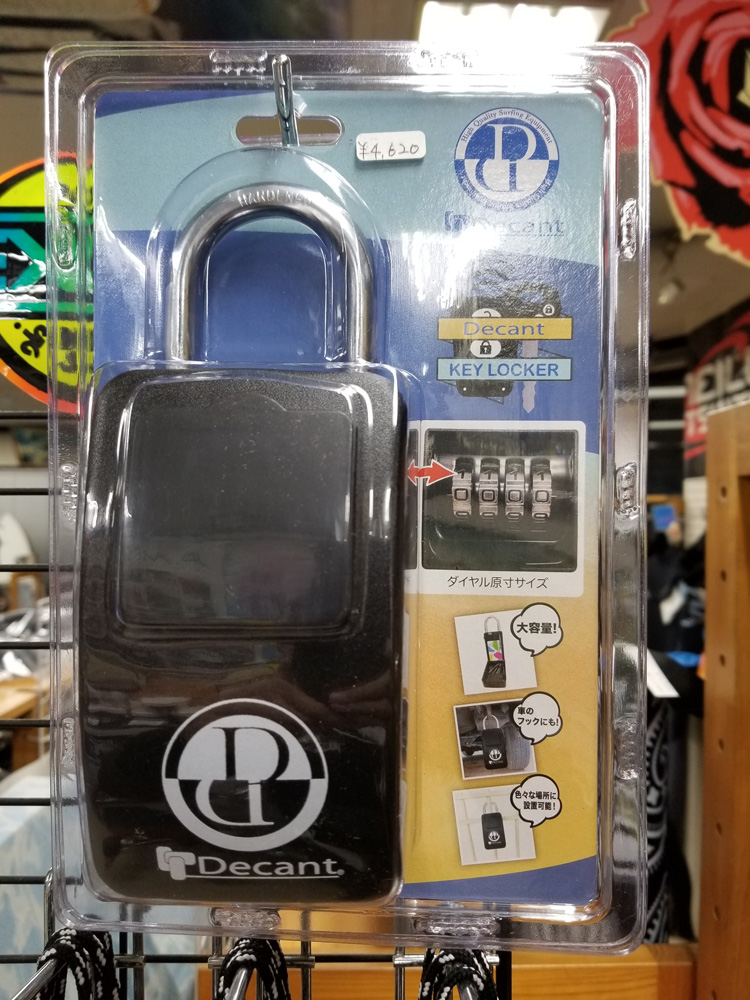 ¥4,620
High Quality Surfing Equipment
Decant
HARDENED
Decant
KEY LOCKER
ダイヤル原寸サイズ
大容量!
車の
フックにも!
色々な場所に
設置可能!
Decant